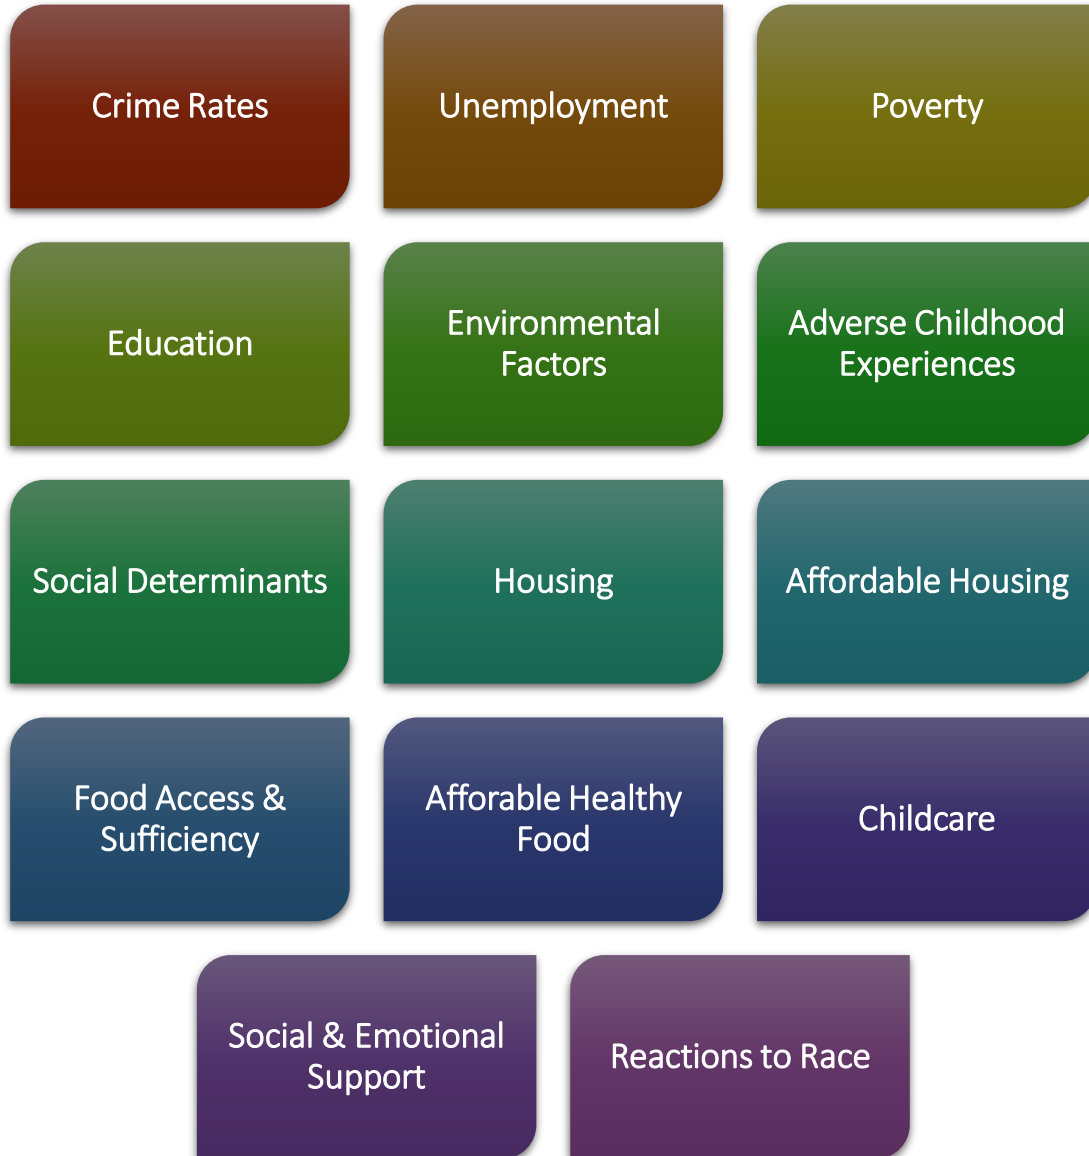 Crime Rates
Unemployment
Poverty
Education
Environmental
Factors
Adverse Childhood
Experiences
Social Determinants
Housing
Affordable Housing
Food Access &
Sufficiency
Afforable Healthy
Food
Childcare
Social & Emotional
Support
Reactions to Race